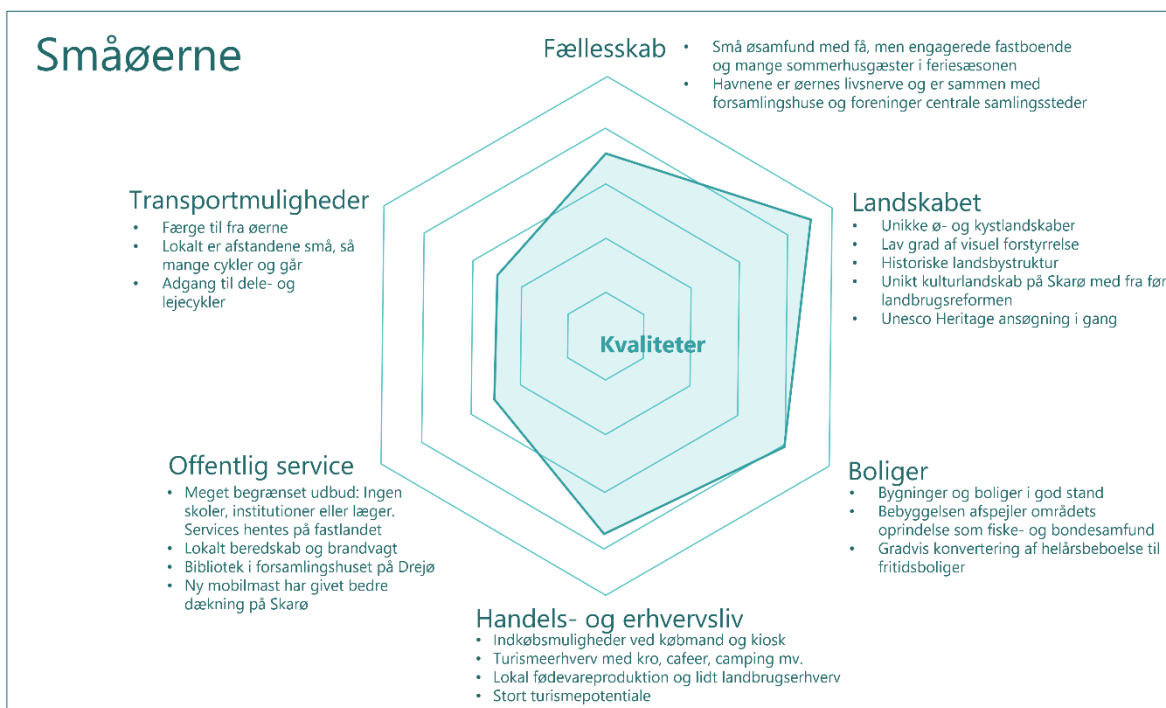 Småøerne
Fællesskab
• Små øsamfund med få, men engagerede fastboende
og mange sommerhusgæster i feriesæsonen
• Havnene er øernes livsnerve og er sammen med
forsamlingshuse og foreninger centrale samlingssteder
Transportmuligheder
• Færge til fra øerne
• Lokalt er afstandene små, så
mange cykler og går
• Adgang til dele- og
lejecykler
Landskabet
• Unikke ø- og kystlandskaber
• Lav grad af visuel forstyrrelse
• Historiske landsbystruktur
• Unikt kulturlandskab på Skarø med fra før
landbrugsreformen
• Unesco Heritage ansøgning i gang
Kvaliteter
Offentlig service
• Meget begrænset udbud: Ingen
skoler, institutioner eller læger.
Services hentes på fastlandet
• Lokalt beredskab og brandvagt
• Bibliotek i forsamlingshuset på Drejø
• Ny mobilmast har givet bedre
dækning på Skarø
Boliger
• Bygninger og boliger i god stand
• Bebyggelsen afspejler områdets
oprindelse som fiske- og bondesamfund
• Gradvis konvertering af helårsbeboelse til
fritidsboliger
Handels- og erhvervsliv
• Indkøbsmuligheder ved købmand og kiosk
• Turismeerhverv med kro, cafeer, camping mv.
• Lokal fødevareproduktion og lidt landbrugserhverv
• Stort turismepotentiale